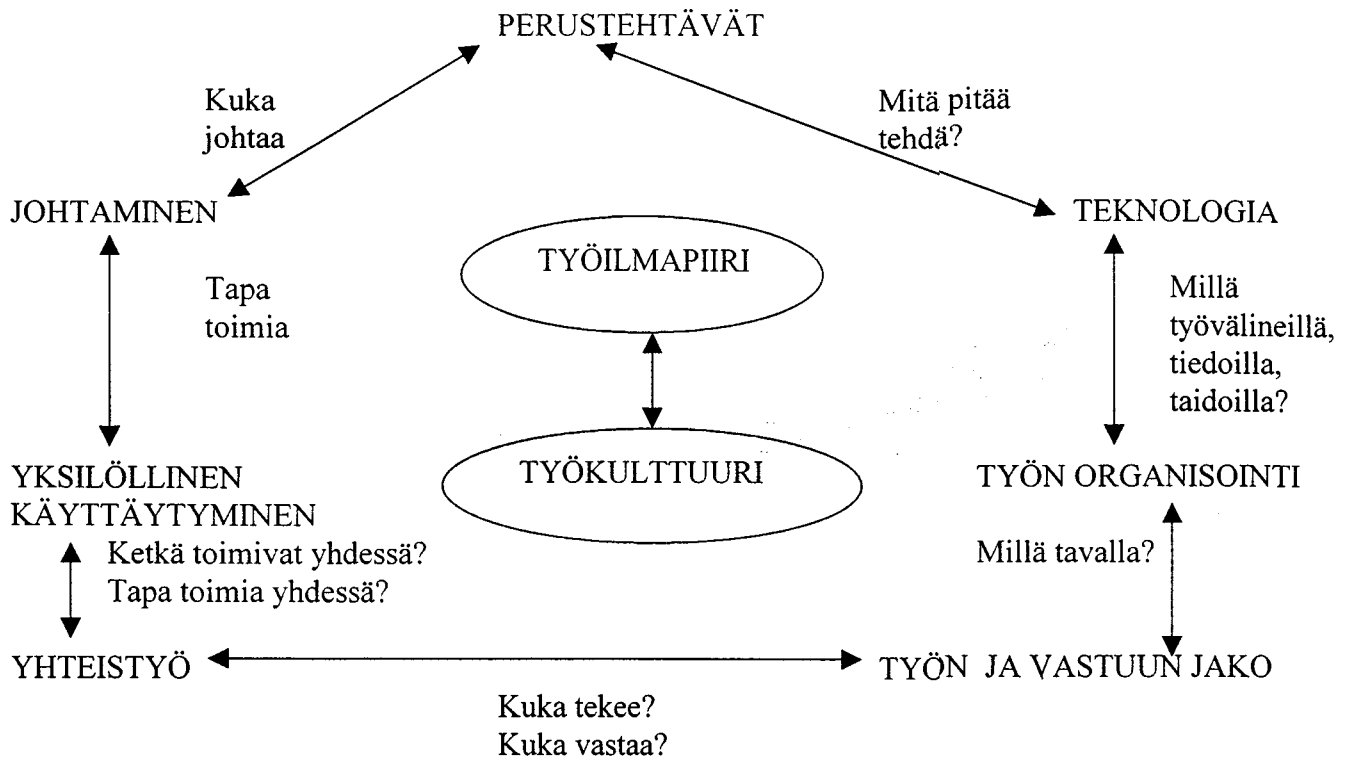 PERUSTEHTÄVÄT
Kuka
johtaa
Mitä pitää
tehdä?
JOHTAMINEN
TEKNOLOGIA
TYÖILMAPIIRI
Tapa
toimia
Millä
työvälineillä,
tiedoilla,
taidoilla?
YKSILÖLLINEN
KÄYTTÄYTYMINEN
TYÖKULTTUURI
TYÖN ORGANISOINTI
Ketkä toimivat yhdessä?
Tapa toimia yhdessä?
Millä tavalla?
YHTEISTYÖ
TYÖN JA VASTUUN JAKO
Kuka tekee?
Kuka vastaa?